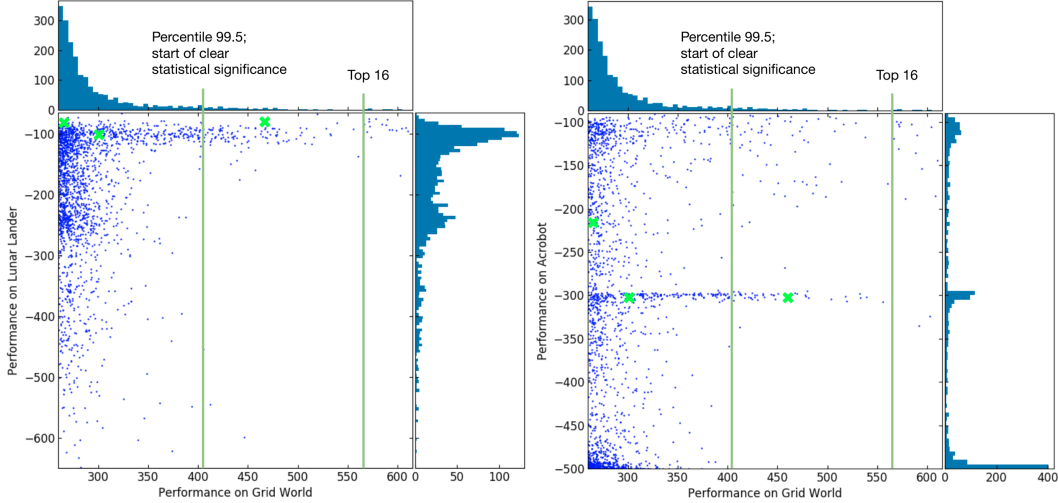 300
200
100
0
Percentile 99.5;
start of clear
statistical significance
Top 16
−100
−200
−300
−400
−500
−600
Performance on Lunar Lander
300 350 400 450 500 550 600
Performance on Grid World
0 50 100
300
200
100
0
Percentile 99.5;
start of clear
statistical significance
Top 16
−100
−150
−200
−250
−300
−350
−400
−450
−500
Performance on Acrobot
300 350 400 450 500 550 600
Performance on Grid World
0 200 400